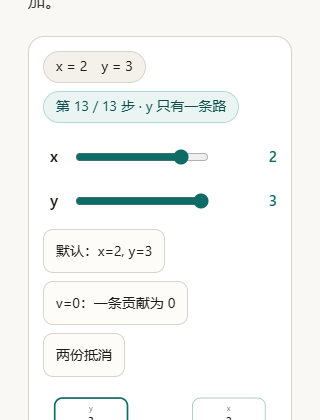 加。
x = 2 y = 3
第 13 / 13 步 · y 只有一条路
x 2
y 3
默认：x=2, y=3
v=0：一条贡献为 0
两份抵消
y x